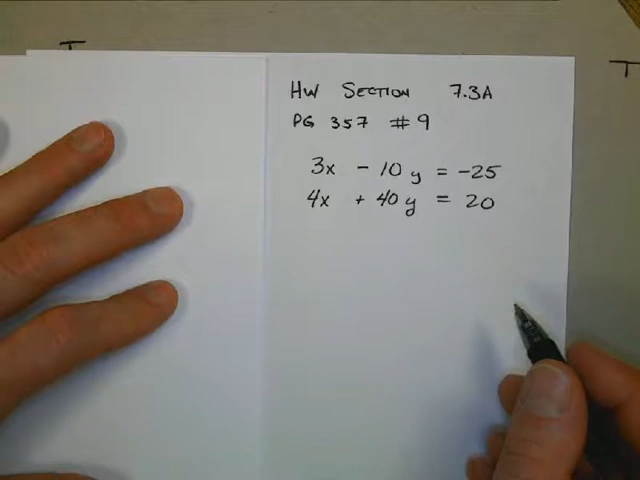 HW SECTION 7.3A
PG 357 #9
3x - 10y = -25
4x + 40y = 20